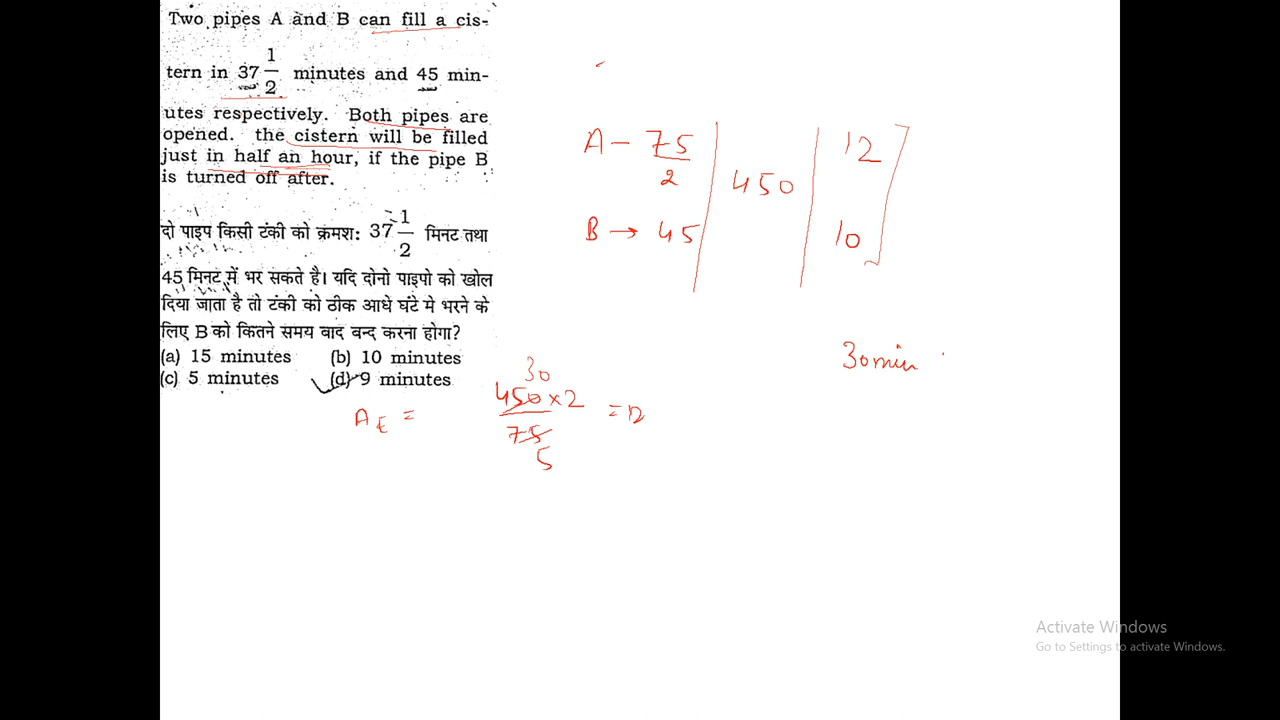 Two pipes A and B can fill a cis-
tern in 37 1/2 minutes and 45 min-
utes respectively. Both pipes are
opened. the cistern will be filled
just in half an hour, if the pipe B
is turned off after.
दो पाइप किसी टंकी को क्रमश: 37 1/2 मिनट तथा
45 मिनट में भर सकते है। यदि दोनो पाइपो को खोल
दिया जाता है तो टंकी को ठीक आधे घंटे मे भरने के
लिए B को कितने समय बाद बन्द करना होगा?
(a) 15 minutes (b) 10 minutes
(c) 5 minutes (d) 9 minutes
A - 75/2 450 12
B → 45 10
30 min
30
A E = 450 × 2 / 75 = 12
5
Activate Windows
Go to Settings to activate Windows.